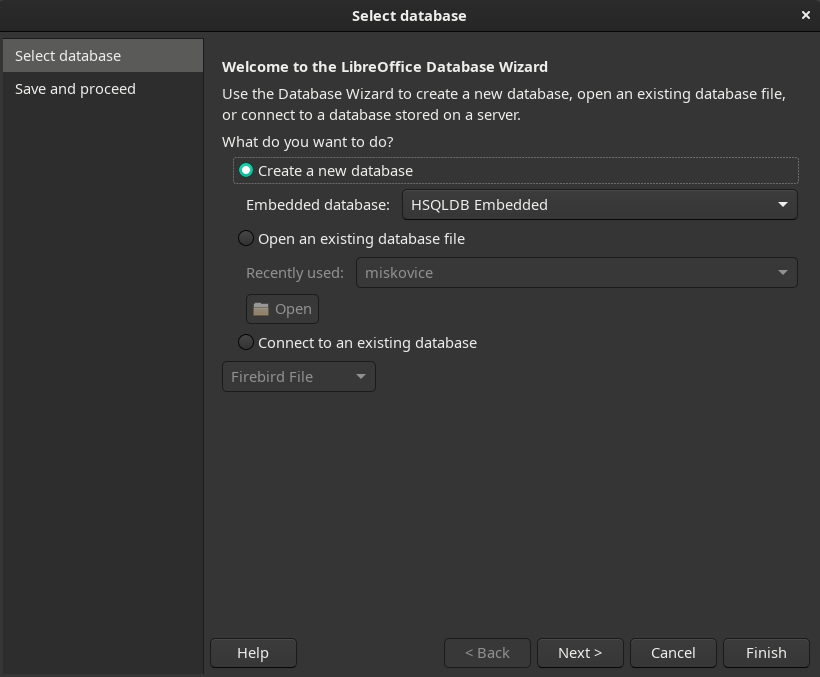 Select database
×
Select database
Save and proceed
Welcome to the LibreOffice Database Wizard
Use the Database Wizard to create a new database, open an existing database file,
or connect to a database stored on a server.
What do you want to do?
Create a new database
Embedded database: HSQLDB Embedded
Open an existing database file
Recently used: miskovice
Open
Connect to an existing database
Firebird File
Help < Back Next > Cancel Finish